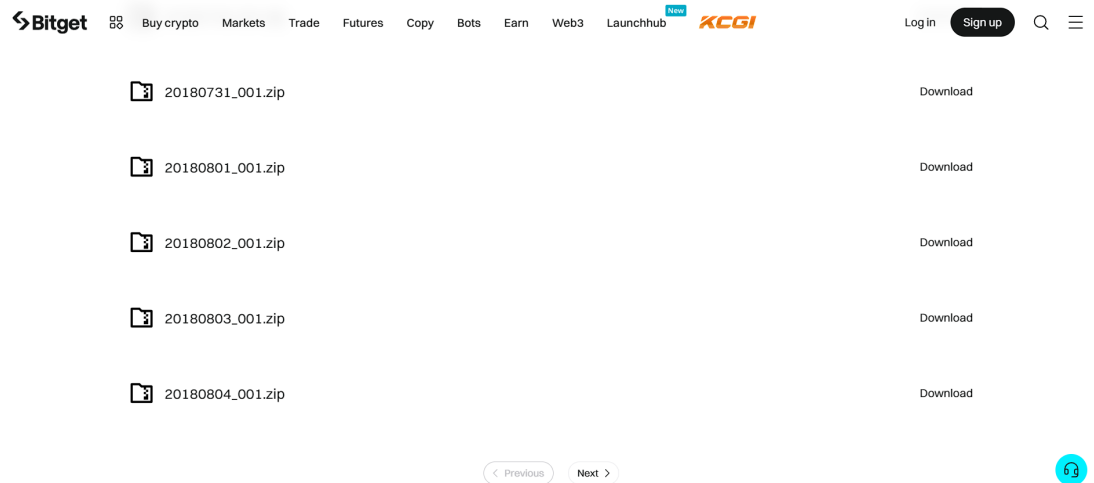 Bitget Buy crypto Markets Trade Futures Copy Bots Earn Web3 Launchhub New KCGI Log in Sign up
20180731_001.zip Download
20180801_001.zip Download
20180802_001.zip Download
20180803_001.zip Download
20180804_001.zip Download
Previous Next